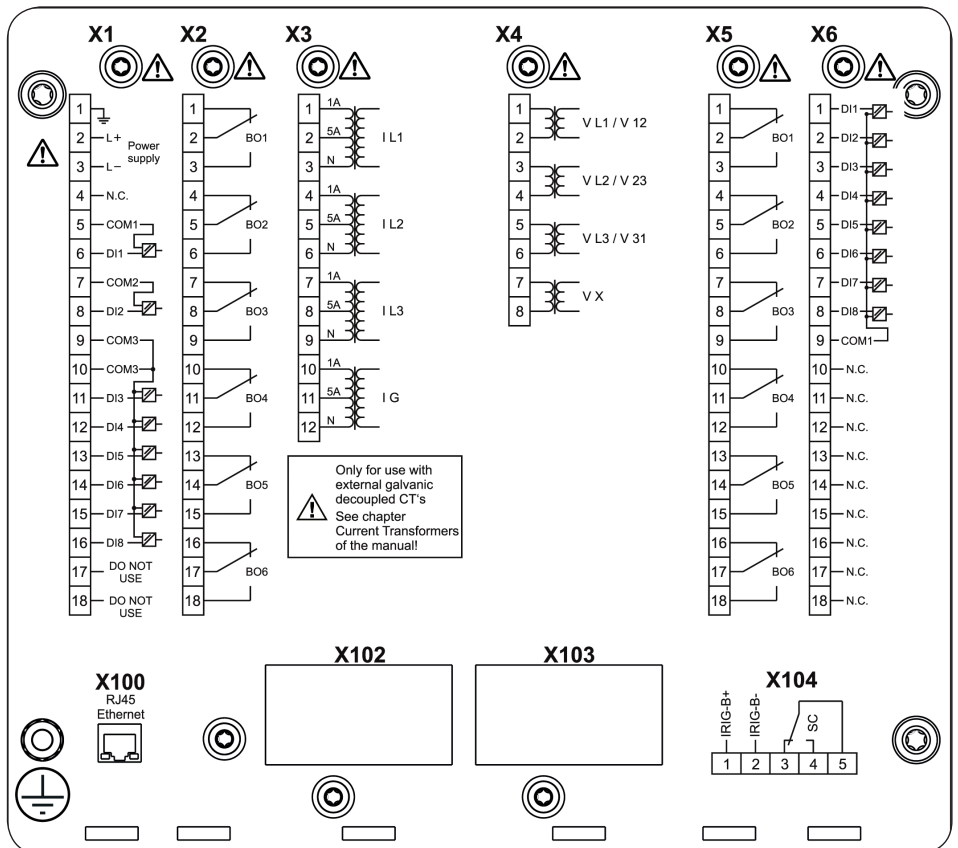 X1 X2 X3 X4 X5 X6
1
2 L+
3 L−
Power
supply
4 N.C.
5 COM1
6 DI1
7 COM2
8 DI2
9 COM3
10 COM3
11 DI3
12 DI4
13 DI5
14 DI6
15 DI7
16 DI8
17 DO NOT
USE
18 DO NOT
USE
1
2 BO1
3
4
5 BO2
6
7
8 BO3
9
10
11 BO4
12
13
14 BO5
15
16
17 BO6
18
1 1A
2 5A I L1
3 N
4 1A
5 5A I L2
6 N
7 1A
8 5A I L3
9 N
10 1A
11 5A I G
12 N
Only for use with
external galvanic
decoupled CT's
See chapter
Current Transformers
of the manual!
1
V L1 / V 12
2
3
V L2 / V 23
4
5
V L3 / V 31
6
7
V X
8
1
2 BO1
3
4
5 BO2
6
7
8 BO3
9
10
11 BO4
12
13
14 BO5
15
16
17 BO6
18
1 DI1
2 DI2
3 DI3
4 DI4
5 DI5
6 DI6
7 DI7
8 DI8
9 COM1
10 N.C.
11 N.C.
12 N.C.
13 N.C.
14 N.C.
15 N.C.
16 N.C.
17 N.C.
18 N.C.
X100
RJ45
Ethernet
X102
X103
X104
IRIG-B+
IRIG-B-
SC
1 2 3 4 5